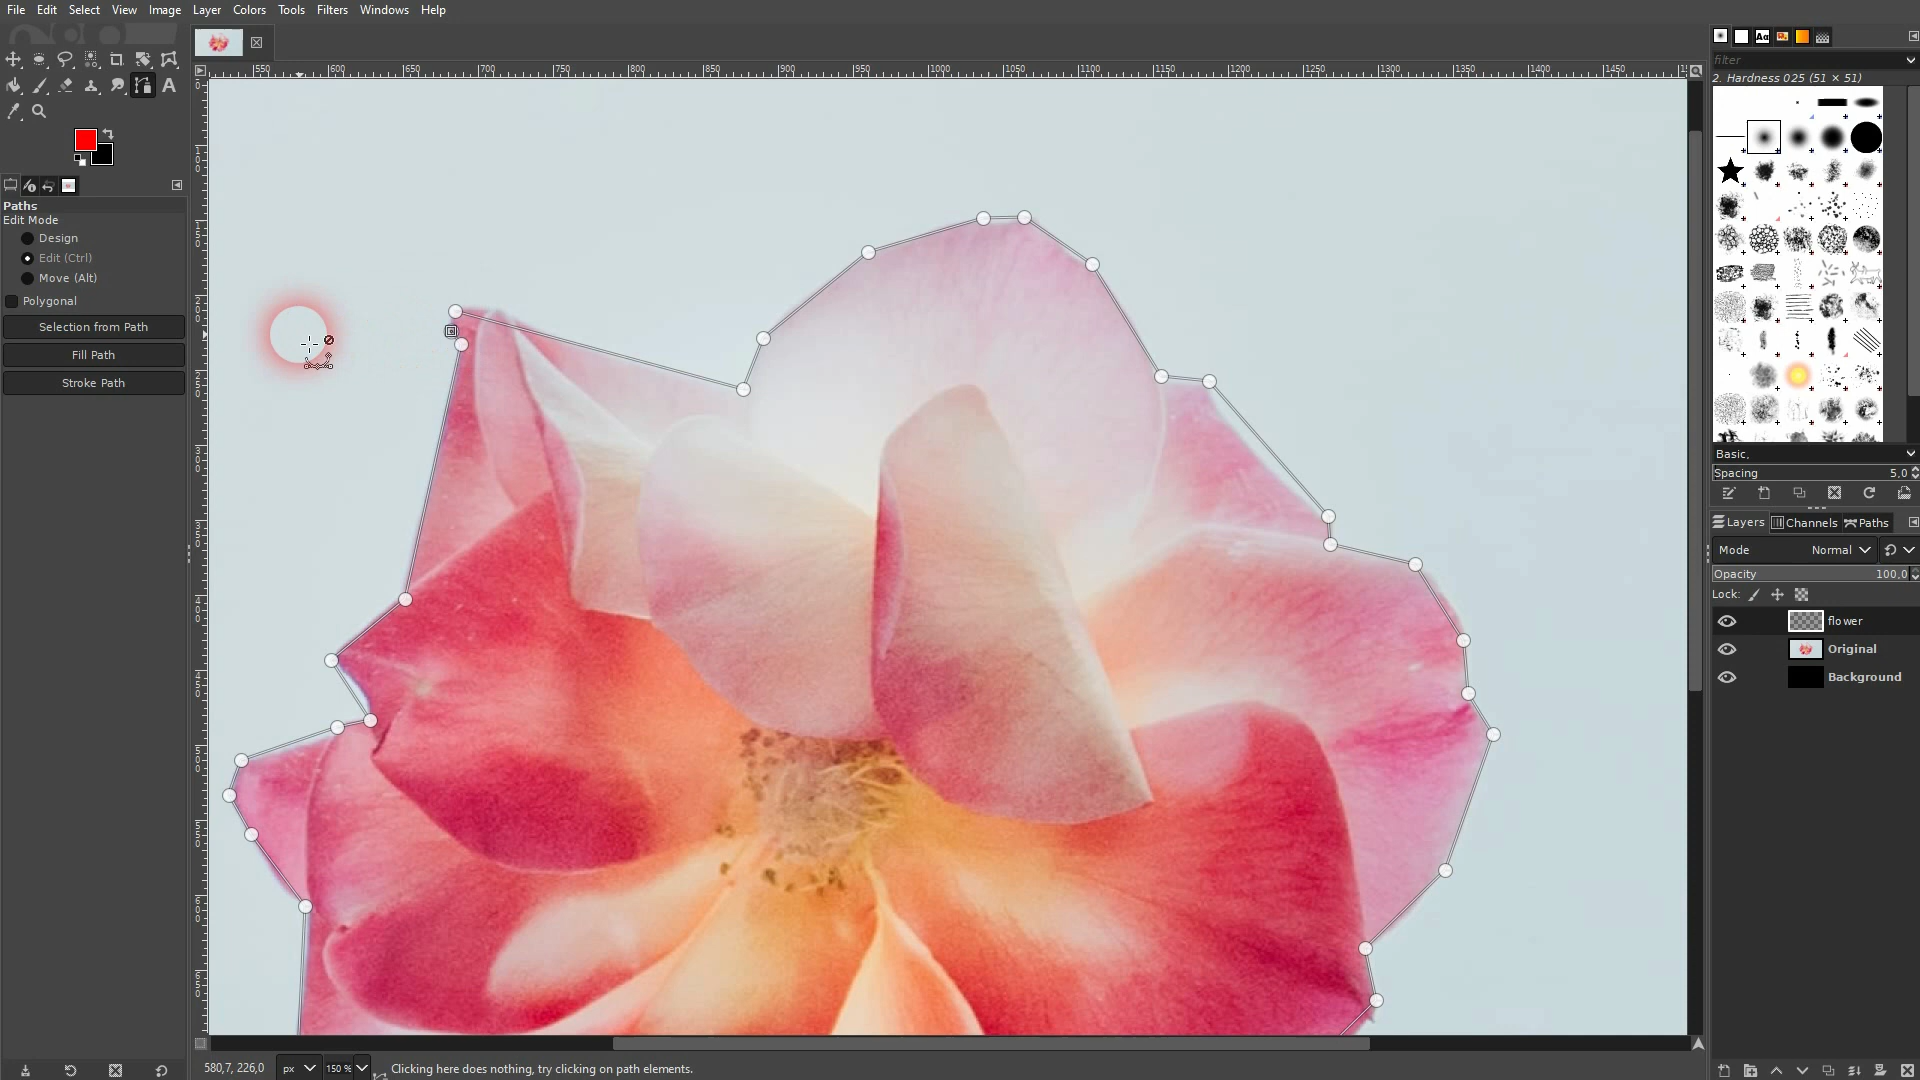 File Edit Select View Image Layer Colors Tools Filters Windows Help
550 600 650 700 750 800 850 900 950 1000 1050 1100 1150 1200 1250 1300 1350 1400 1450
filter
2. Hardness 025 (51 × 51)
Paths
Edit Mode
Design
Edit (Ctrl)
Move (Alt)
Polygonal
Selection from Path
Fill Path
Stroke Path
Basic,
Spacing 5,0
Layers Channels Paths
Mode Normal
Opacity 100,0
Lock:
flower
Original
Background
580,7, 226,0 px 150 % Clicking here does nothing, try clicking on path elements.